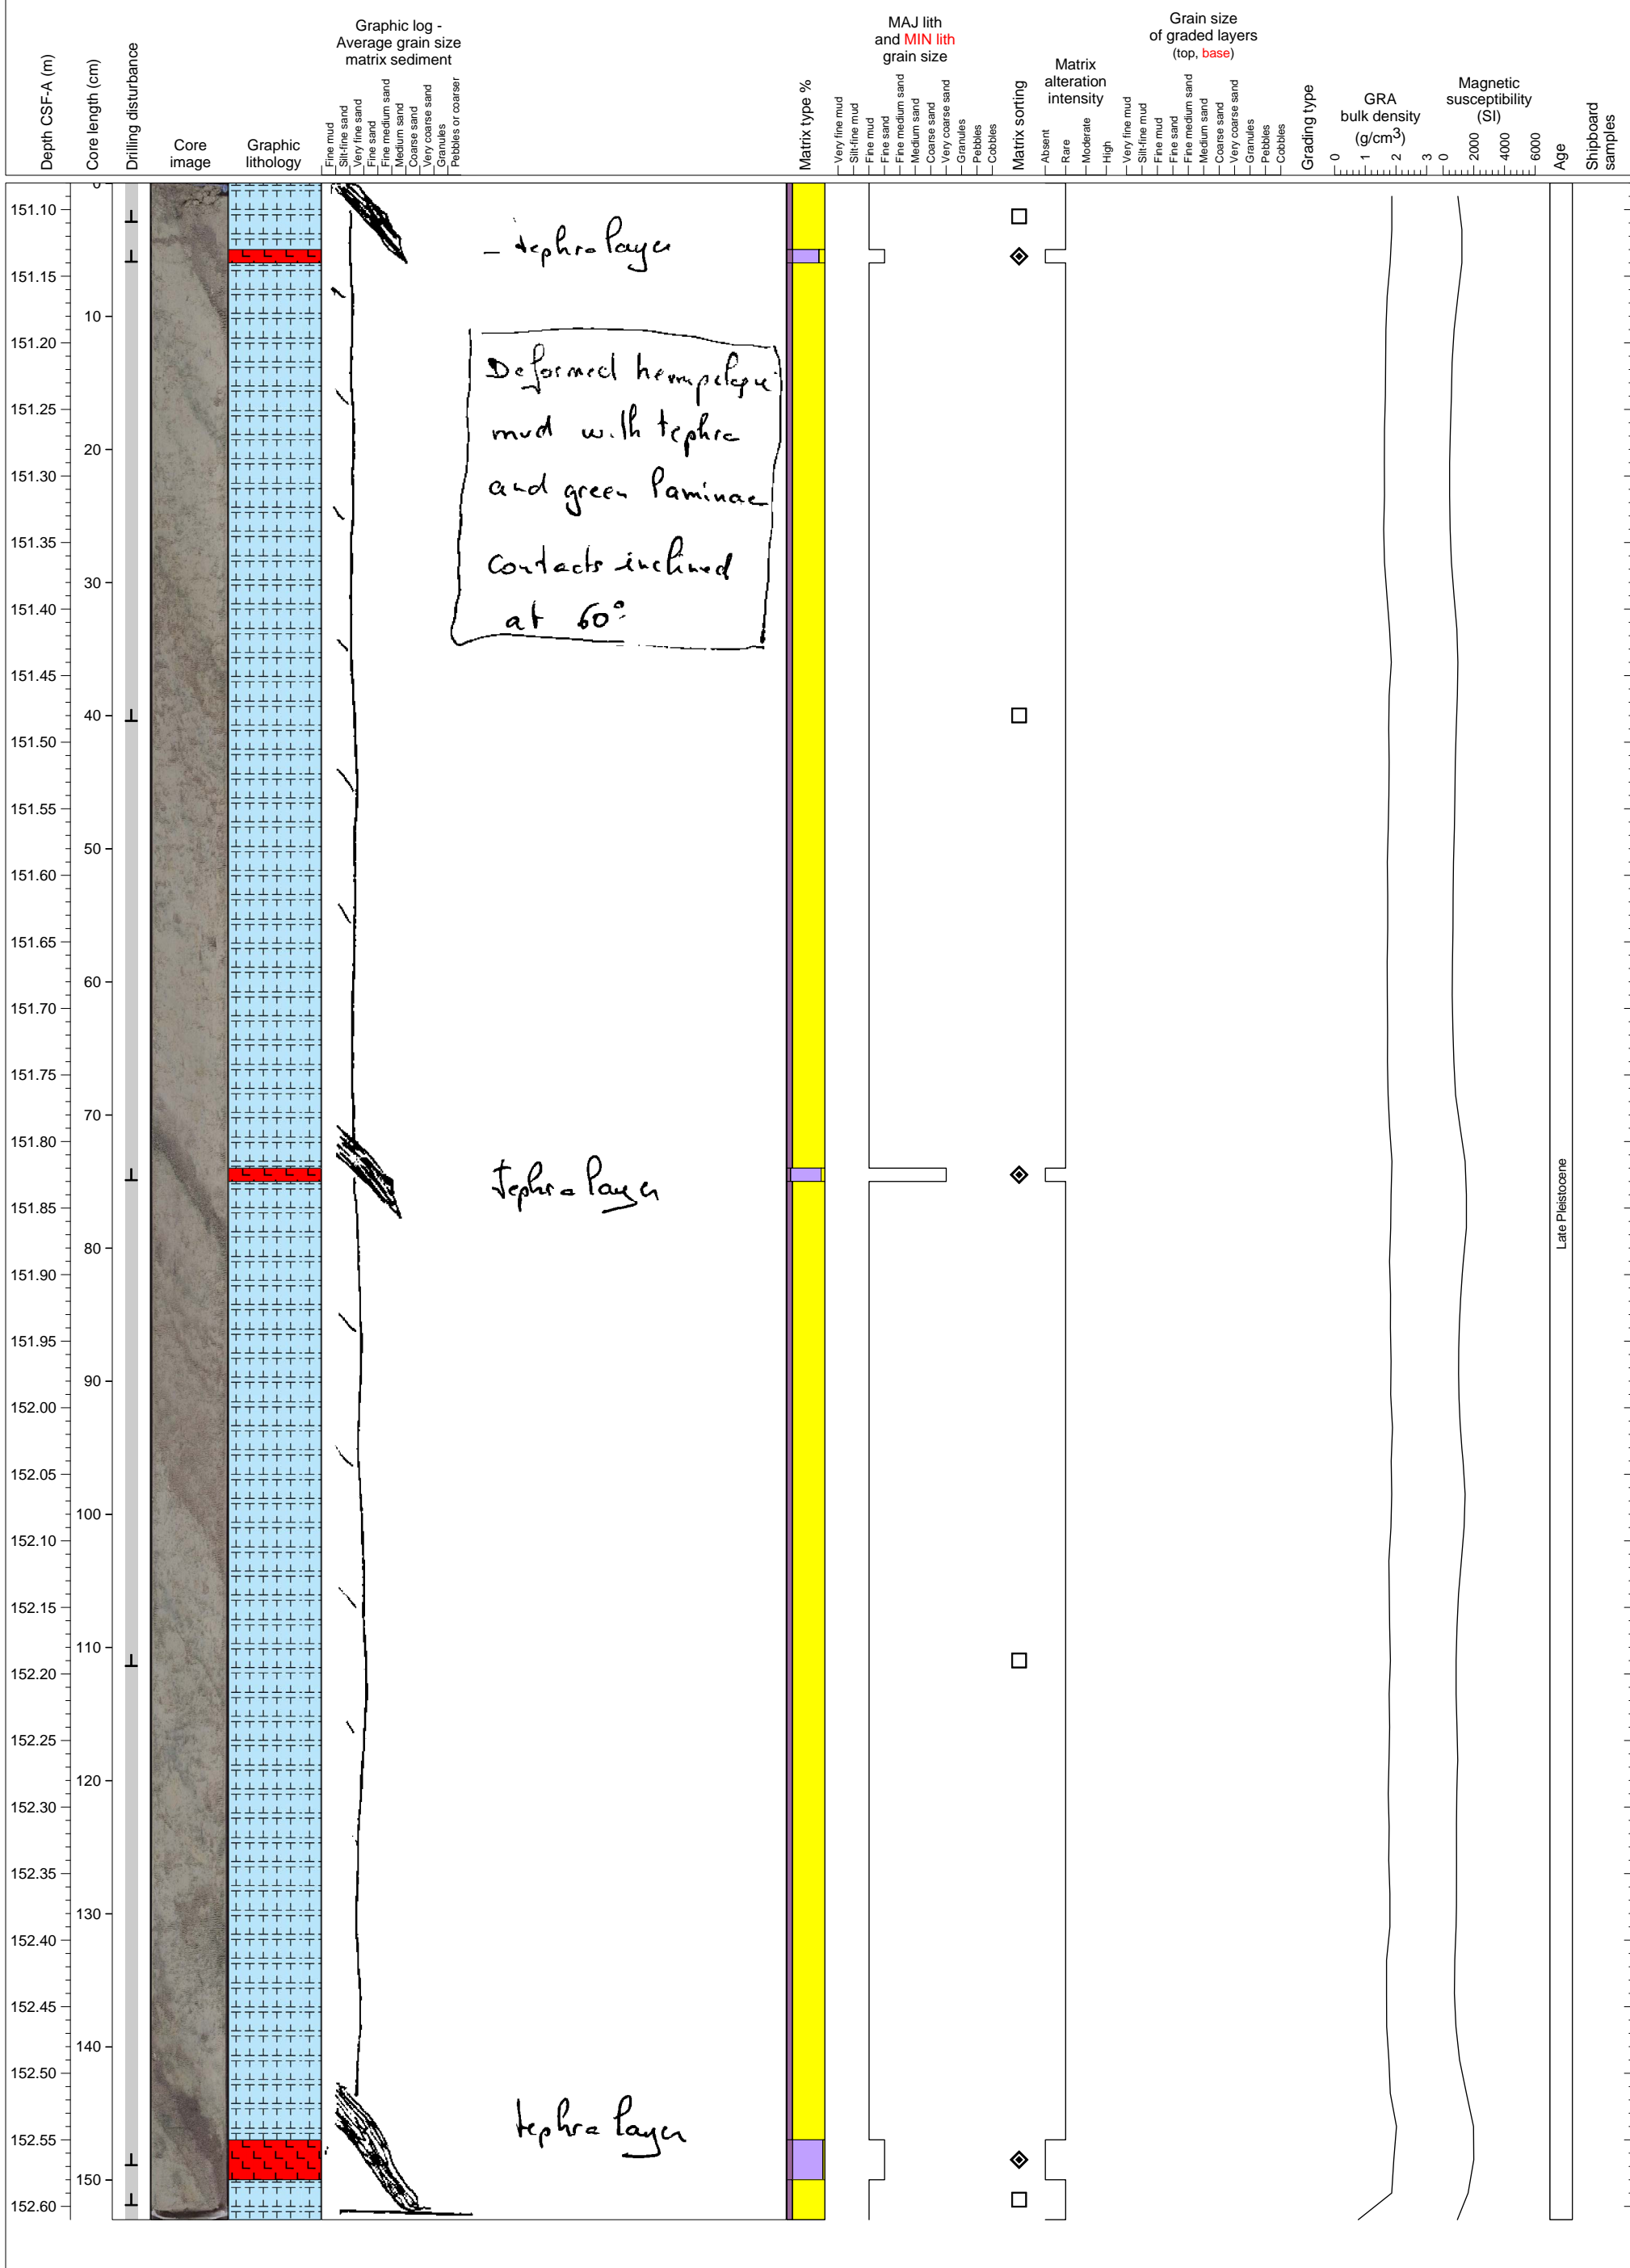 Depth CSF-A (m)
Core length (cm)
Drilling disturbance
Core
image
Graphic
lithology
Graphic log -
Average grain size
matrix sediment
Fine mud
Silt-fine sand
Very fine sand
Fine sand
Fine medium sand
Medium sand
Coarse sand
Very coarse sand
Granules
Pebbles or coarser
Matrix type %
MAJ lith
and MIN lith
grain size
Very fine mud
Silt-fine mud
Fine mud
Fine sand
Fine medium sand
Medium sand
Coarse sand
Very coarse sand
Granules
Pebbles
Cobbles
Matrix sorting
Matrix
alteration
intensity
Absent
Rare
Moderate
High
Grain size
of graded layers
(top, base)
Very fine mud
Silt-fine mud
Fine mud
Fine sand
Fine medium sand
Medium sand
Coarse sand
Very coarse sand
Granules
Pebbles
Cobbles
Grading type
GRA
bulk density
(g/cm3)
0 1 2 3
Magnetic
susceptibility
(SI)
0 2000 4000 6000
Age
Shipboard
samples
0
151.10
- tephra layer
151.15
10
151.20
Deformed hemipelagic
151.25
mud with tephra
20
151.30
and green laminae
151.35
contacts inclined
30
151.40
at 60°
151.45
40
151.50
151.55
50
151.60
151.65
60
151.70
151.75
70
151.80
tephra layer
151.85
80
Late Pleistocene
151.90
151.95
90
152.00
152.05
100
152.10
152.15
110
152.20
152.25
120
152.30
152.35
130
152.40
152.45
140
152.50
tephra layer
152.55
150
152.60